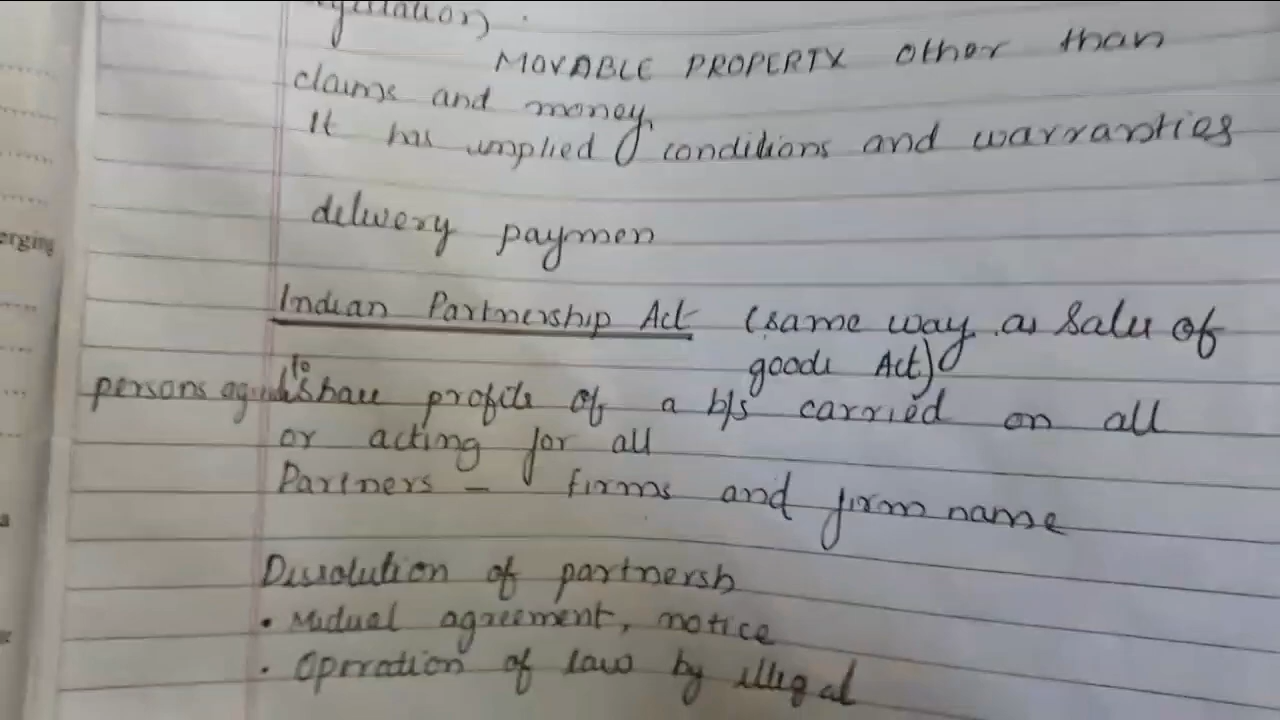 MOVABLE PROPERTY other than
claims and money.
It has implied conditions and warranties
delivery paymen
Indian Partnership Act (same way as Sale of
goods Act)
to
persons share profits of a b/s carried on all
or acting for all
Partners - firms and firm name
Dissolution of partnersh
• Mutual agreement, notice
• Operation of law by illegal
erging